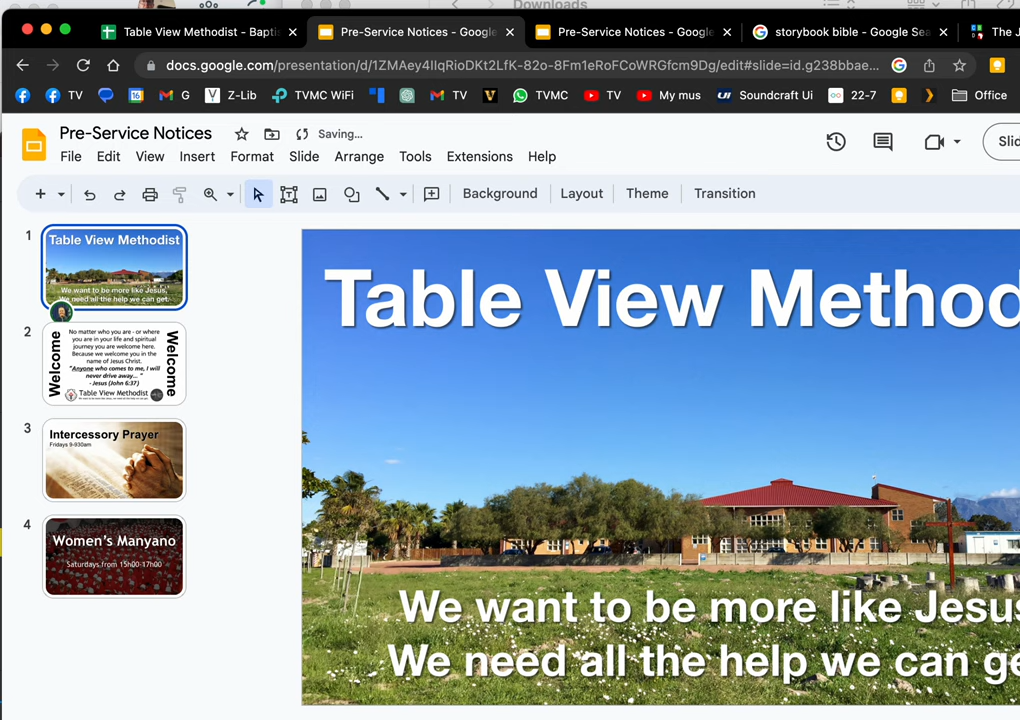 Downloads
Table View Methodist - Bapti
Pre-Service Notices - Google
Pre-Service Notices - Google
storybook bible - Google Sea
The J
docs.google.com/presentation/d/1ZMAey4IIqRioDKt2LfK-82o-8Fm1eRoFCoWRGfcm9Dg/edit#slide=id.g238bbae...
TV
G
Z-Lib
TVMC WiFi
TV
TVMC
TV
My mus
Soundcraft Ui
22-7
Office
Pre-Service Notices
Saving...
File Edit View Insert Format Slide Arrange Tools Extensions Help
Slid
Background Layout Theme Transition
1
Table View Methodist
We want to be more like Jesus,
We need all the help we can get.
2
Welcome
No matter who you are - or where
you are in your life and spiritual
journey you are welcome here.
Because we welcome you in the
name of Jesus Christ.
"Anyone who comes to me, I will
never drive away..."
- Jesus (John 6:37)
Table View Methodist
Welcome
3
Intercessory Prayer
Fridays 9-930am
4
Women's Manyano
Saturdays from 15h00-17h00
Table View Method
We want to be more like Jesus
We need all the help we can ge